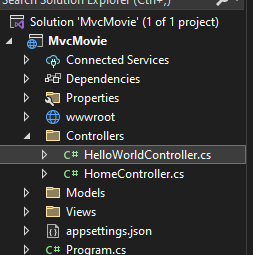 Search Solution Explorer (Ctrl+;)
Solution 'MvcMovie' (1 of 1 project)
MvcMovie
Connected Services
Dependencies
Properties
wwwroot
Controllers
C# HelloWorldController.cs
C# HomeController.cs
Models
Views
appsettings.json
C# Program.cs